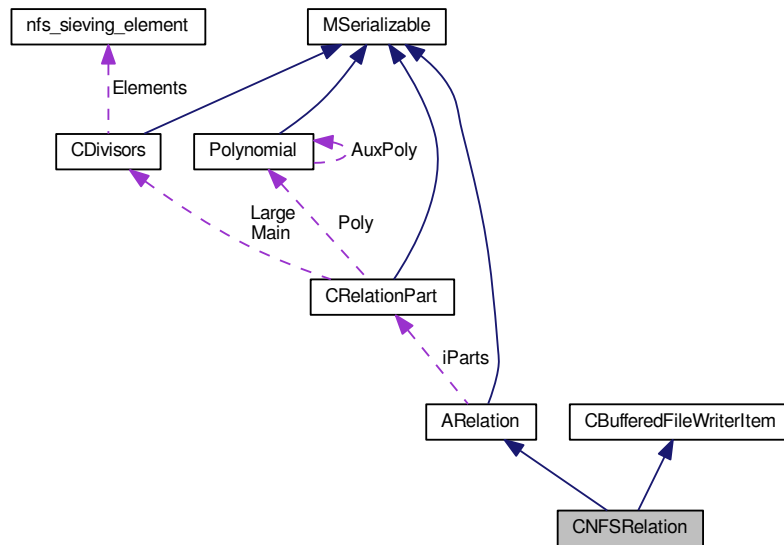 nfs_sieving_element
MSerializable
Elements
CDivisors
Polynomial
AuxPoly
Large
Main
Poly
CRelationPart
iParts
ARelation
CBufferedFileWriterItem
CNFSRelation